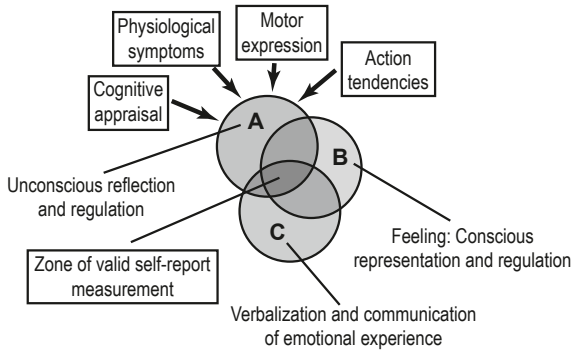 Physiological
symptoms
Motor
expression
Action
tendencies
Cognitive
appraisal
A
B
C
Unconscious reflection
and regulation
Zone of valid self-report
measurement
Feeling: Conscious
representation and regulation
Verbalization and communication
of emotional experience